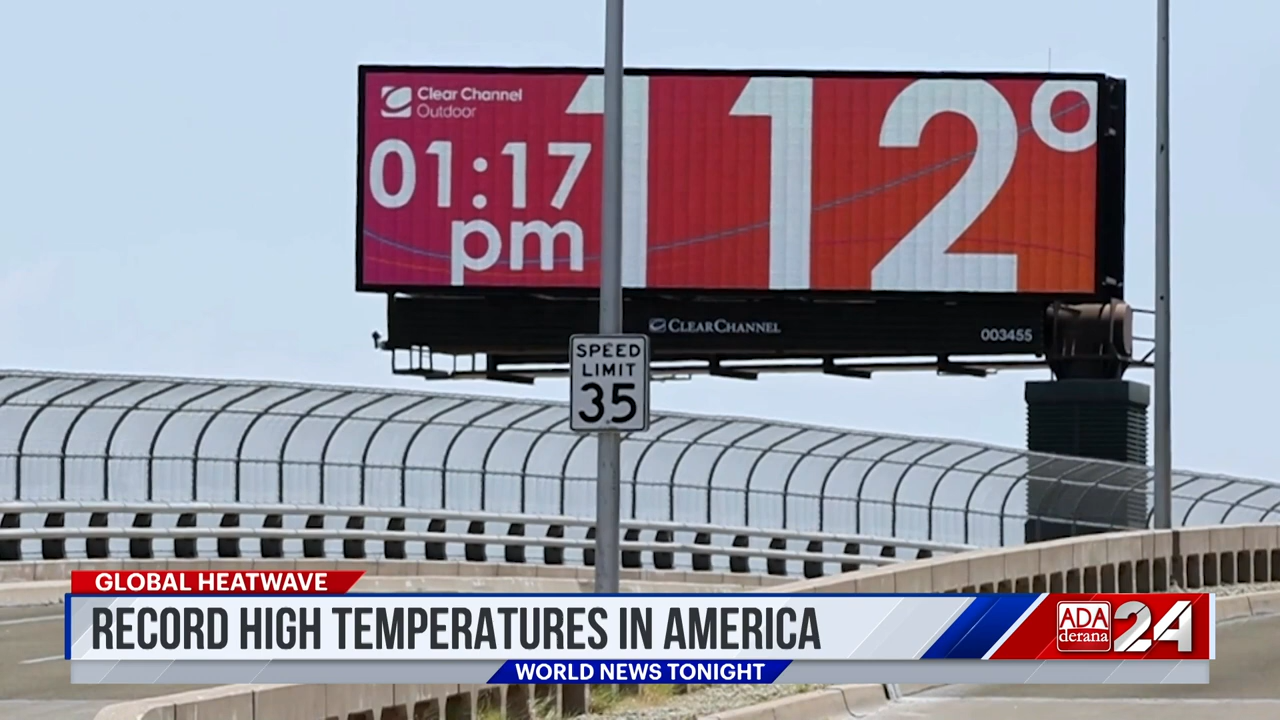 Clear Channel
Outdoor
01:17
pm
112°
CLEARCHANNEL
003455
SPEED
LIMIT
35
GLOBAL HEATWAVE
RECORD HIGH TEMPERATURES IN AMERICA
ADA
derana
24
WORLD NEWS TONIGHT